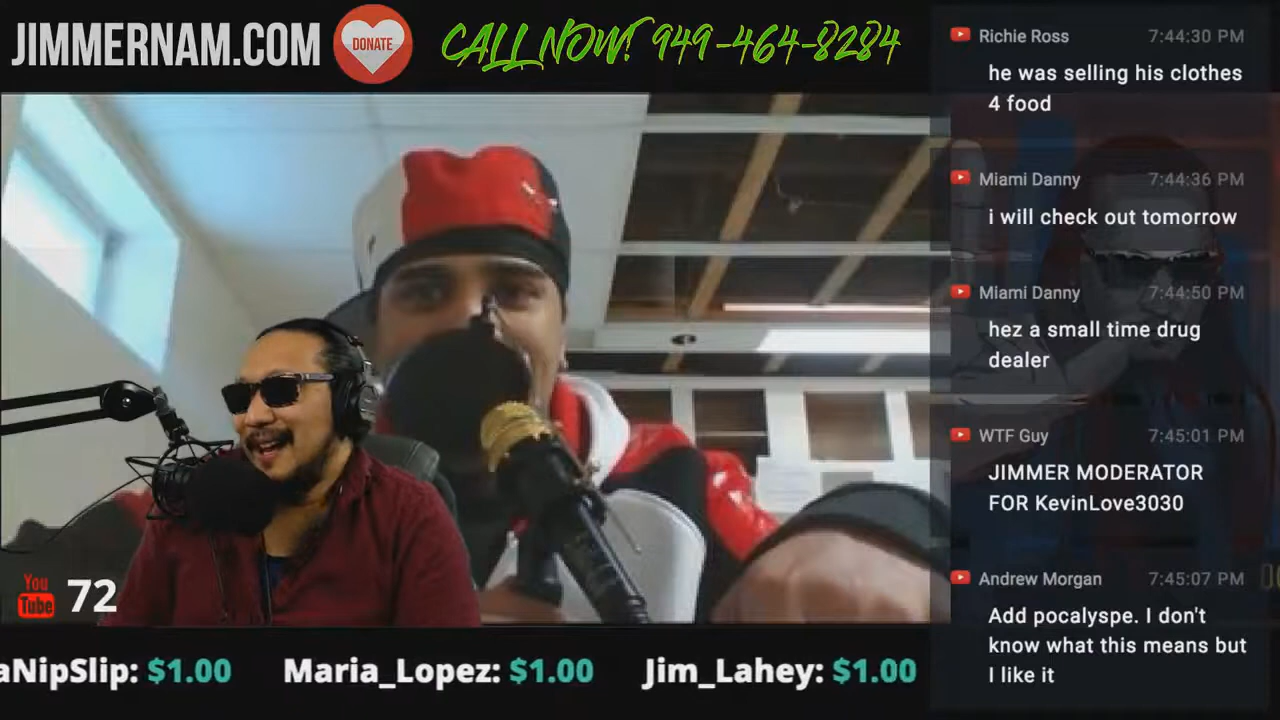 JIMMERNAM.COM
DONATE
CALL NOW! 949-464-8284
Richie Ross 7:44:30 PM
he was selling his clothes
4 food
Miami Danny 7:44:36 PM
i will check out tomorrow
Miami Danny 7:44:50 PM
hez a small time drug
dealer
WTF Guy 7:45:01 PM
JIMMER MODERATOR
FOR KevinLove3030
Andrew Morgan 7:45:07 PM
Add pocalyspe. I don't
know what this means but
I like it
You
Tube 72
aNipSlip: $1.00 Maria_Lopez: $1.00 Jim_Lahey: $1.00